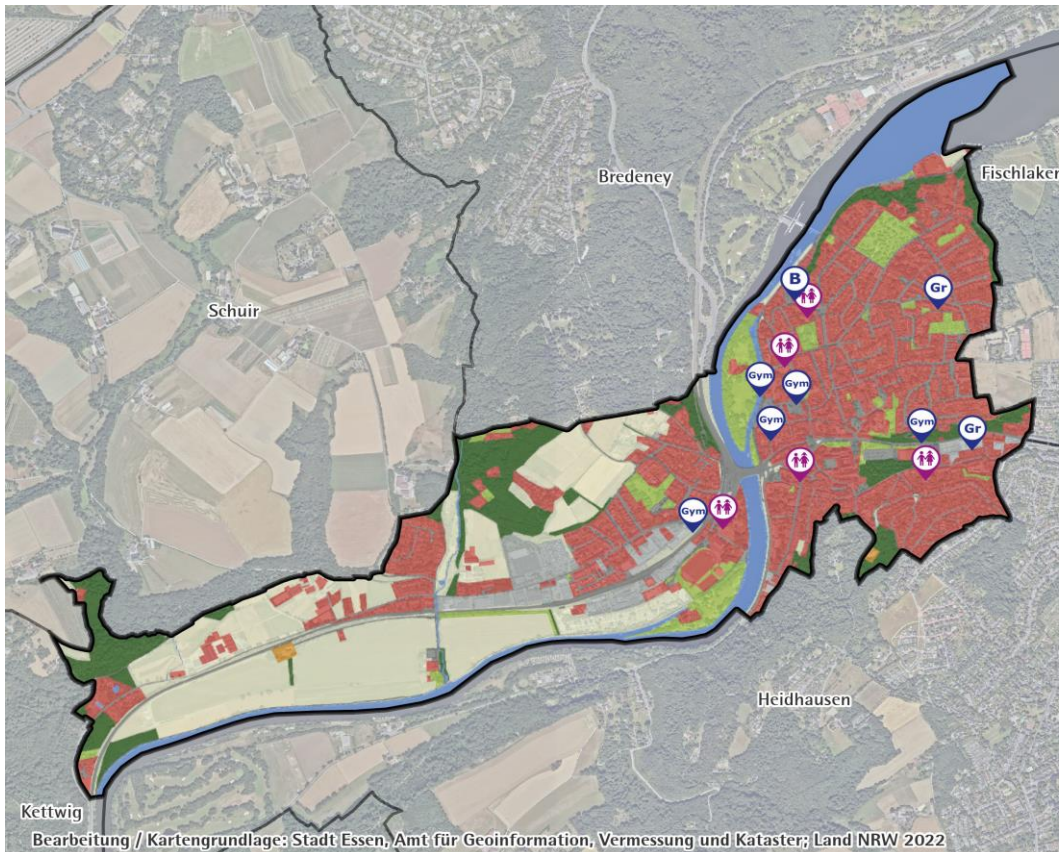 Bredeney
Fischlaken
Schuir
B
Gr
Gym
Gym
Gym
Gym
Gr
Gym
Heidhausen
Kettwig
Bearbeitung / Kartengrundlage: Stadt Essen, Amt für Geoinformation, Vermessung und Kataster; Land NRW 2022